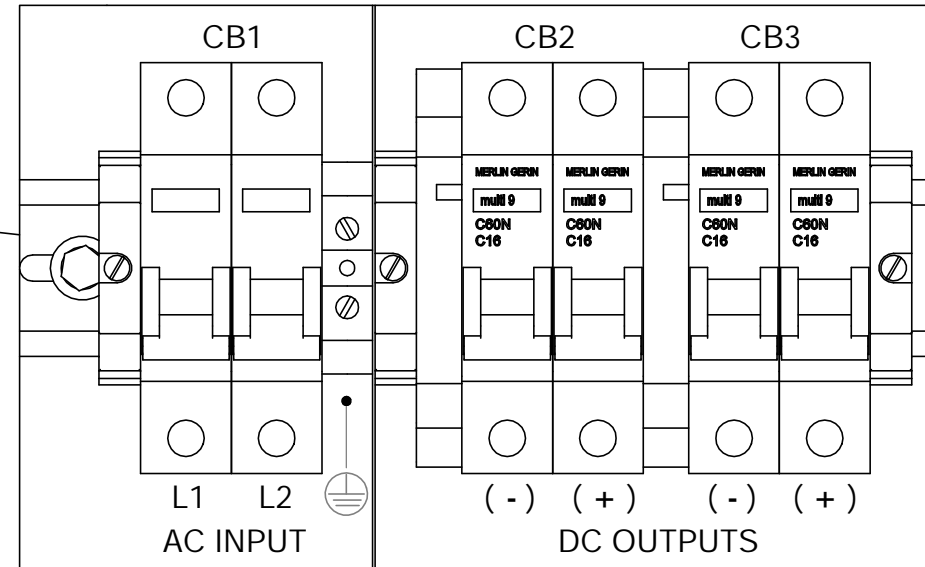 CB1
CB2
CB3
MERLIN GERIN
multi 9
C60N
C16
MERLIN GERIN
multi 9
C60N
C16
MERLIN GERIN
multi 9
C60N
C16
MERLIN GERIN
multi 9
C60N
C16
L1
L2
( - )
( + )
( - )
( + )
AC INPUT
DC OUTPUTS